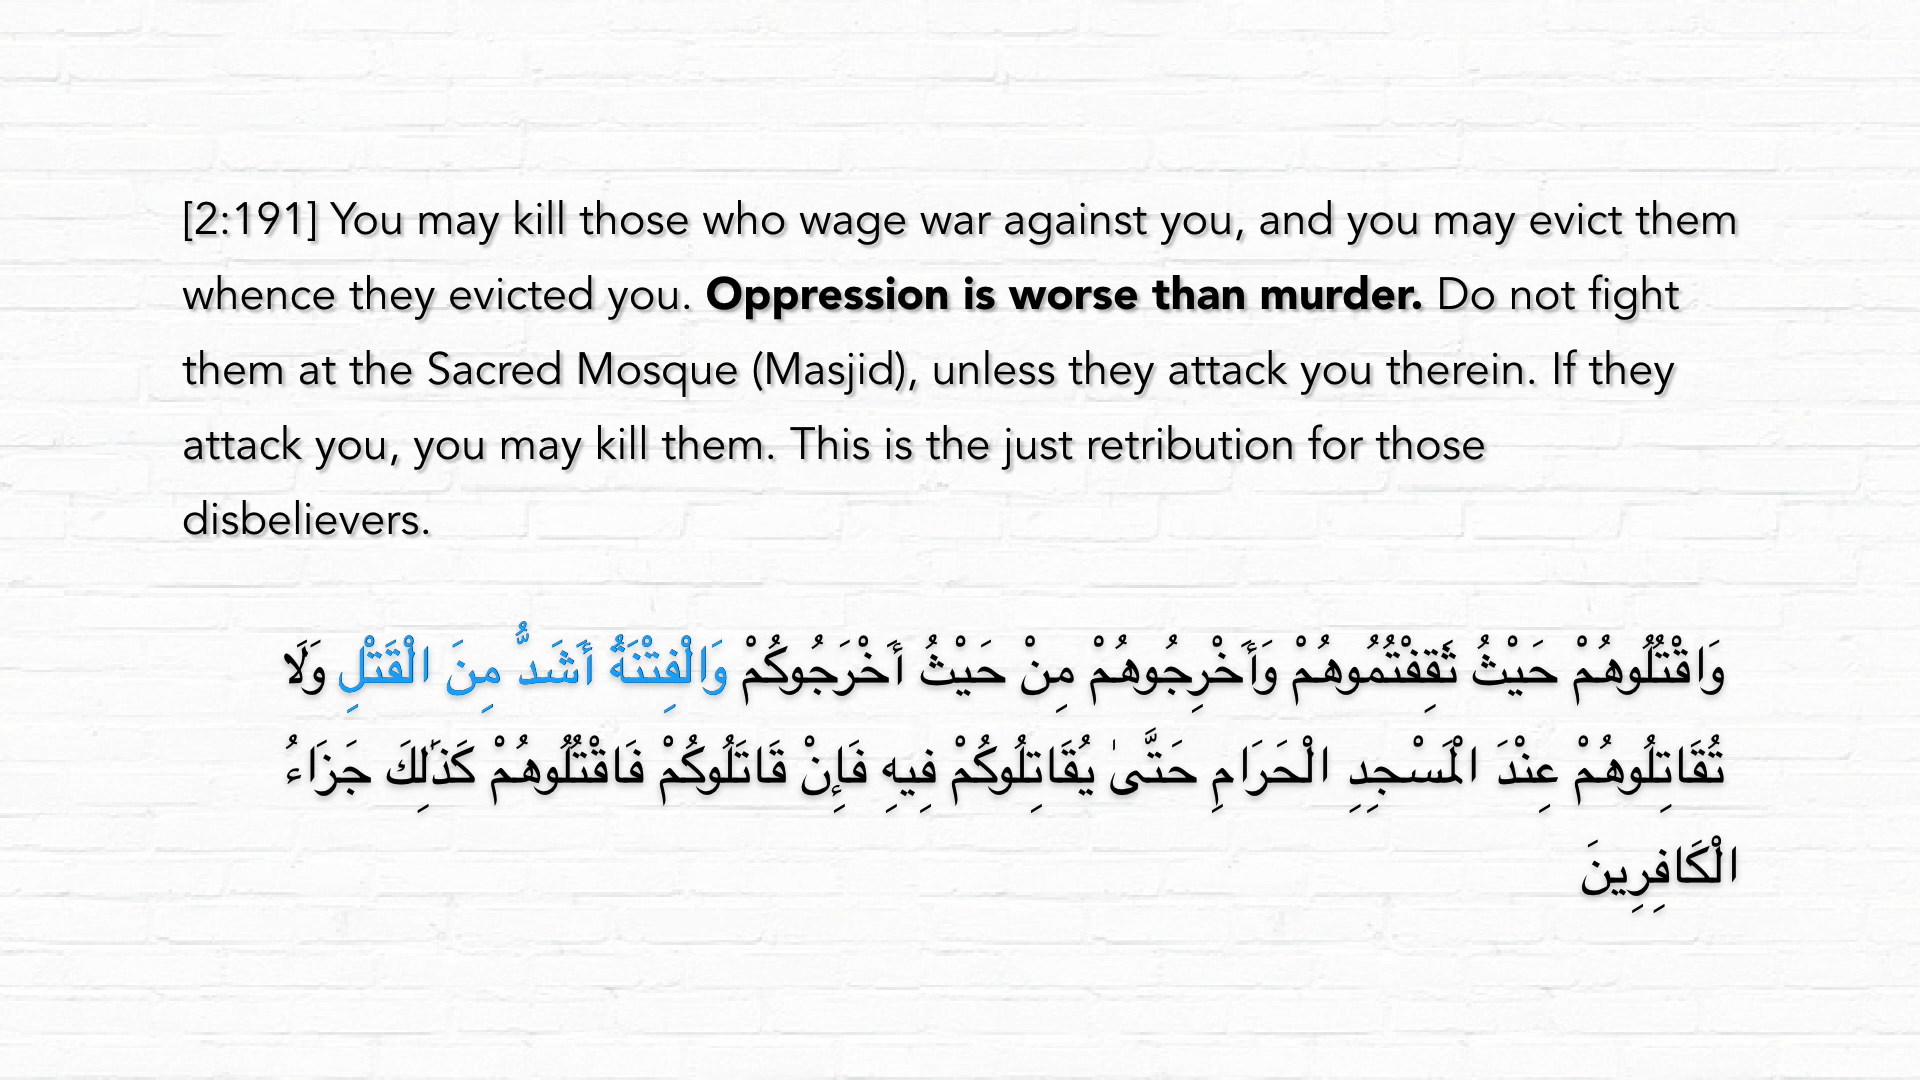 [2:191] You may kill those who wage war against you, and you may evict them
whence they evicted you. Oppression is worse than murder. Do not fight
them at the Sacred Mosque (Masjid), unless they attack you therein. If they
attack you, you may kill them. This is the just retribution for those
disbelievers.
وَاقْتُلُوهُمْ حَيْثُ ثَقِفْتُمُوهُمْ وَأَخْرِجُوهُمْ مِنْ حَيْثُ أَخْرَجُوكُمْ وَالْفِتْنَةُ أَشَدُّ مِنَ الْقَتْلِ وَلَا
تُقَاتِلُوهُمْ عِنْدَ الْمَسْجِدِ الْحَرَامِ حَتَّىٰ يُقَاتِلُوكُمْ فِيهِ فَإِنْ قَاتَلُوكُمْ فَاقْتُلُوهُمْ كَذَٰلِكَ جَزَاءُ
الْكَافِرِينَ